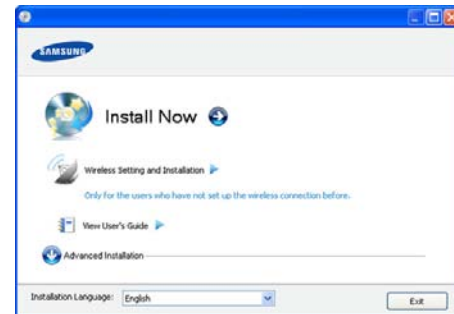 SAMSUNG
Install Now
Wireless Setting and Installation
Only for the users who have not set up the wireless connection before.
View User's Guide
Advanced Installation
Installation Language: English
Exit